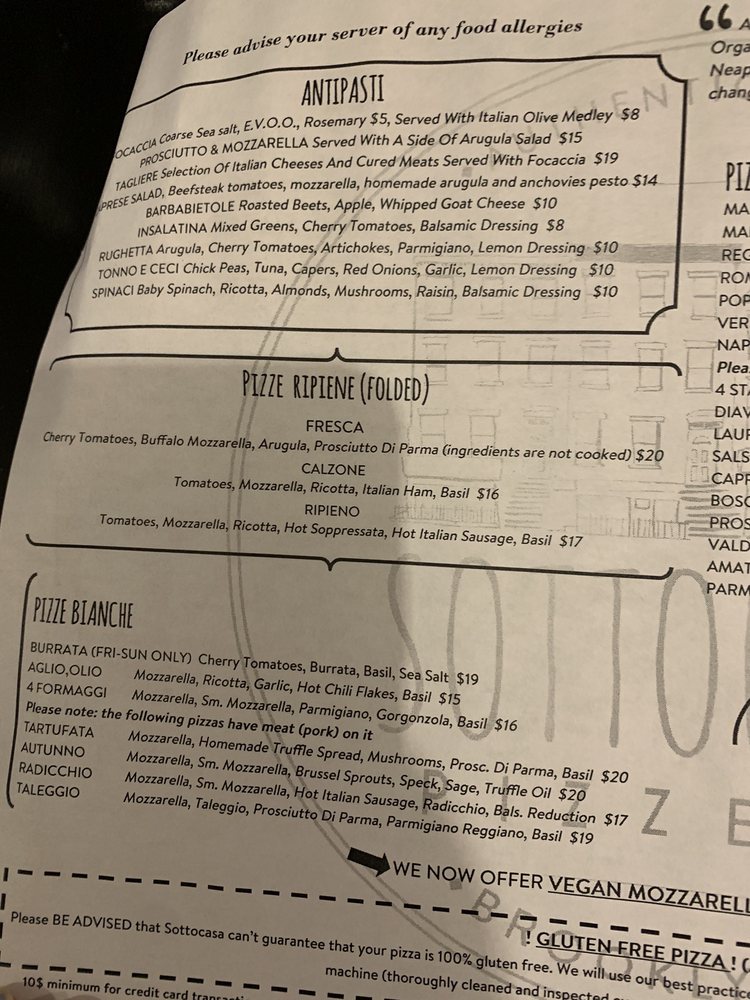 Please advise your server of any food allergies
ANTIPASTI
OCACCIA Coarse Sea salt, E.V.O.O., Rosemary $5, Served With Italian Olive Medley $8
PROSCIUTTO & MOZZARELLA Served With A Side Of Arugula Salad $15
TAGLIERE Selection Of Italian Cheeses And Cured Meats Served With Focaccia $19
PRESE SALAD, Beefsteak tomatoes, mozzarella, homemade arugula and anchovies pesto $14
BARBABIETOLE Roasted Beets, Apple, Whipped Goat Cheese $10
INSALATINA Mixed Greens, Cherry Tomatoes, Balsamic Dressing $8
RUGHETTA Arugula, Cherry Tomatoes, Artichokes, Parmigiano, Lemon Dressing $10
TONNO E CECI Chick Peas, Tuna, Capers, Red Onions, Garlic, Lemon Dressing $10
SPINACI Baby Spinach, Ricotta, Almonds, Mushrooms, Raisin, Balsamic Dressing $10
PIZZE RIPIENE (FOLDED)
FRESCA
Cherry Tomatoes, Buffalo Mozzarella, Arugula, Prosciutto Di Parma (ingredients are not cooked) $20
CALZONE
Tomatoes, Mozzarella, Ricotta, Italian Ham, Basil $16
RIPIENO
Tomatoes, Mozzarella, Ricotta, Hot Soppressata, Hot Italian Sausage, Basil $17
PIZZE BIANCHE
BURRATA (FRI-SUN ONLY) Cherry Tomatoes, Burrata, Basil, Sea Salt $19
AGLIO,OLIO Mozzarella, Ricotta, Garlic, Hot Chili Flakes, Basil $15
4 FORMAGGI Mozzarella, Sm. Mozzarella, Parmigiano, Gorgonzola, Basil $16
Please note: the following pizzas have meat (pork) on it
TARTUFATA Mozzarella, Homemade Truffle Spread, Mushrooms, Prosc. Di Parma, Basil $20
AUTUNNO Mozzarella, Sm. Mozzarella, Brussel Sprouts, Speck, Sage, Truffle Oil $20
RADICCHIO Mozzarella, Sm. Mozzarella, Hot Italian Sausage, Radicchio, Bals. Reduction $17
TALEGGIO Mozzarella, Taleggio, Prosciutto Di Parma, Parmigiano Reggiano, Basil $19
WE NOW OFFER VEGAN MOZZARELL
! GLUTEN FREE PIZZA ! (
Please BE ADVISED that Sottocasa can't guarantee that your pizza is 100% gluten free. We will use our best practic
machine (thoroughly cleaned and inspected
10$ minimum for credit card
“ A
Orga
Neap
chan
PIZ
MA
MA
REG
ROM
POP
VER
NAP
Plea
4 ST
DIAV
LAUR
SALS
CAPR
BOSC
PROS
VALD
AMAT
PARM
SOTTO
PIZZE
BROOKLY